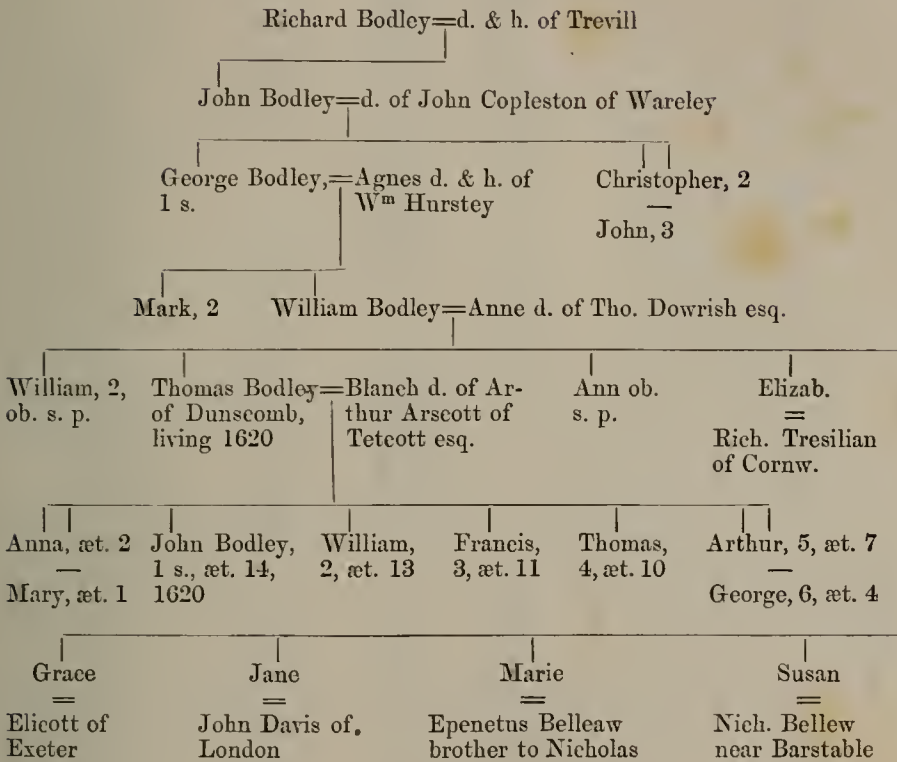 Richard Bodley=d. & h. of Trevill
John Bodley=d. of John Copleston of Wareley
George Bodley,=Agnes d. & h. of
1 s.
Wm Hurstey
Christopher, 2
—
John, 3
Mark, 2
William Bodley=Anne d. of Tho. Dowrish esq.
William, 2,
ob. s. p.
Thomas Bodley=Blanch d. of Ar-
of Dunscomb,
thur Arscott of
living 1620
Tetcott esq.
Ann ob.
s. p.
Elizab.
=
Rich. Tresilian
of Cornw.
Anna, æt. 2
—
Mary, æt. 1
John Bodley,
1 s., æt. 14,
1620
William,
2, æt. 13
Francis,
3, æt. 11
Thomas,
4, æt. 10
Arthur, 5, æt. 7
—
George, 6, æt. 4
Grace
=
Elicott of
Exeter
Jane
=
John Davis of.
London
Marie
=
Epenetus Belleaw
brother to Nicholas
Susan
=
Nich. Bellew
near Barstable